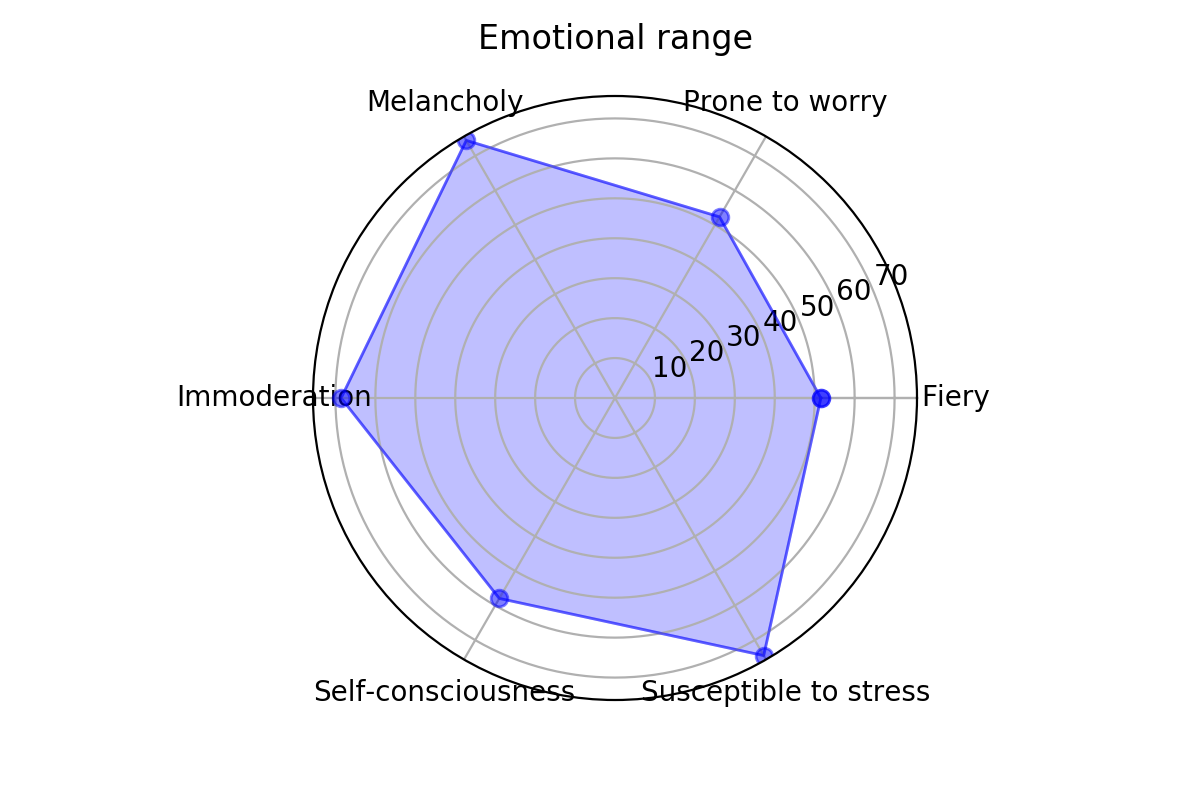 Emotional range
Melancholy
Prone to worry
70
60
50
40
30
20
10
Immoderation
Fiery
Self-consciousness
Susceptible to stress